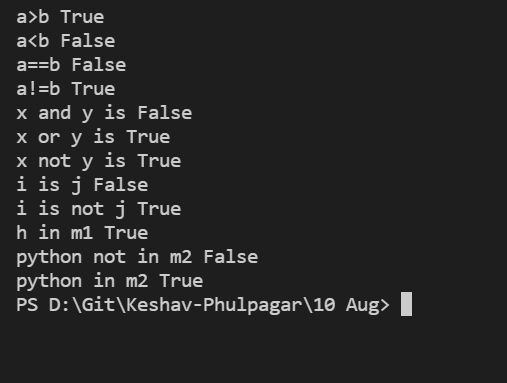 a>b True
a<b False
a==b False
a!=b True
x and y is False
x or y is True
x not y is True
i is j False
i is not j True
h in m1 True
python not in m2 False
python in m2 True
PS D:\Git\Keshav-Phulpagar\10 Aug>